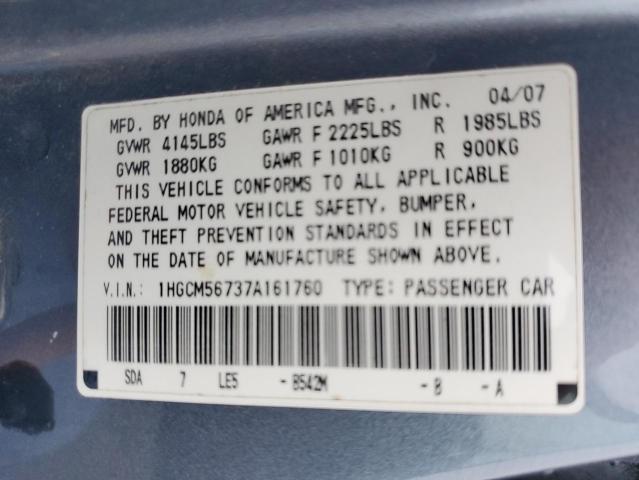 MFD. BY HONDA OF AMERICA MFG., INC. 04/07
GVWR 4145LBS GAWR F 2225LBS R 1985LBS
GVWR 1880KG GAWR F 1010KG R 900KG
THIS VEHICLE CONFORMS TO ALL APPLICABLE
FEDERAL MOTOR VEHICLE SAFETY, BUMPER,
AND THEFT PREVENTION STANDARDS IN EFFECT
ON THE DATE OF MANUFACTURE SHOWN ABOVE.
V.I.N.: 1HGCM56737A161760 TYPE: PASSENGER CAR
SDA 7 LE5 -B542M -B -A